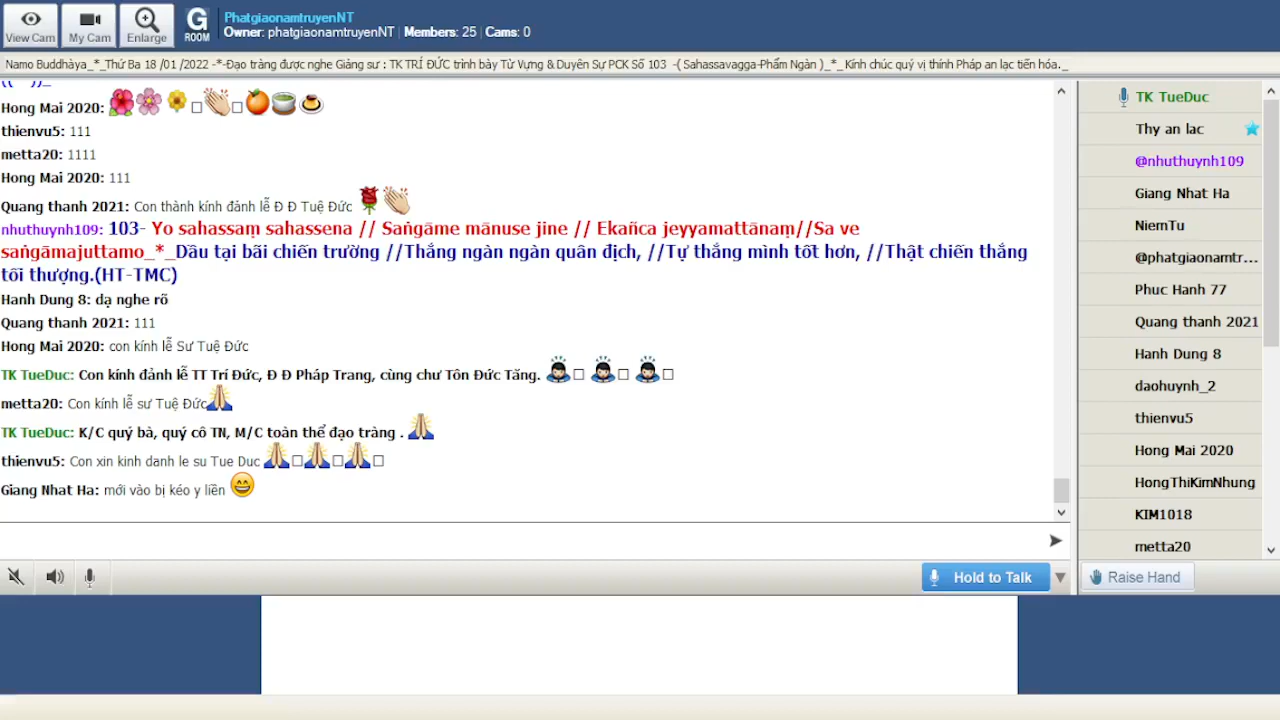 View Cam
My Cam
Enlarge
G
ROOM
PhatgiaonamtruyenNT
Owner: phatgiaonamtruyenNT | Members: 25 | Cams: 0
Namo Buddhàya_*_Thứ Ba 18 /01 /2022 -*-Đạo tràng được nghe Giảng sư : TK TRÍ ĐỨC trình bày Từ Vựng & Duyên Sự PCK Số 103 -( Sahassavagga-Phẩm Ngàn )_*_ Kính chúc quý vị thính Pháp an lạc tiến hóa._
Hong Mai 2020:
thienvu5: 111
metta20: 1111
Hong Mai 2020: 111
Quang thanh 2021: Con thành kính đảnh lễ Đ Đ Tuệ Đức
nhuthuynh109: 103- Yo sahassaṃ sahassena // Saṅgāme mānuse jine // Ekañca jeyyamattānaṃ//Sa ve
saṅgāmajuttamo_*_Dầu tại bãi chiến trường //Thắng ngàn ngàn quân địch, //Tự thắng mình tốt hơn, //Thật chiến thắng
tối thượng.(HT-TMC)
Hanh Dung 8: dạ nghe rõ
Quang thanh 2021: 111
Hong Mai 2020: con kính lễ Sư Tuệ Đức
TK TueDuc: Con kính đảnh lễ TT Trí Đức, Đ Đ Pháp Trang, cùng chư Tôn Đức Tăng.
metta20: Con kính lễ sư Tuệ Đức
TK TueDuc: K/C quý bà, quý cô TN, M/C toàn thể đạo tràng .
thienvu5: Con xin kinh danh le su Tue Duc
Giang Nhat Ha: mới vào bị kéo y liền
Hold to Talk
TK TueDuc
Thy an lac
@nhuthuynh109
Giang Nhat Ha
NiemTu
@phatgiaonamtr...
Phuc Hanh 77
Quang thanh 2021
Hanh Dung 8
daohuynh_2
thienvu5
Hong Mai 2020
HongThiKimNhung
KIM1018
metta20
Raise Hand